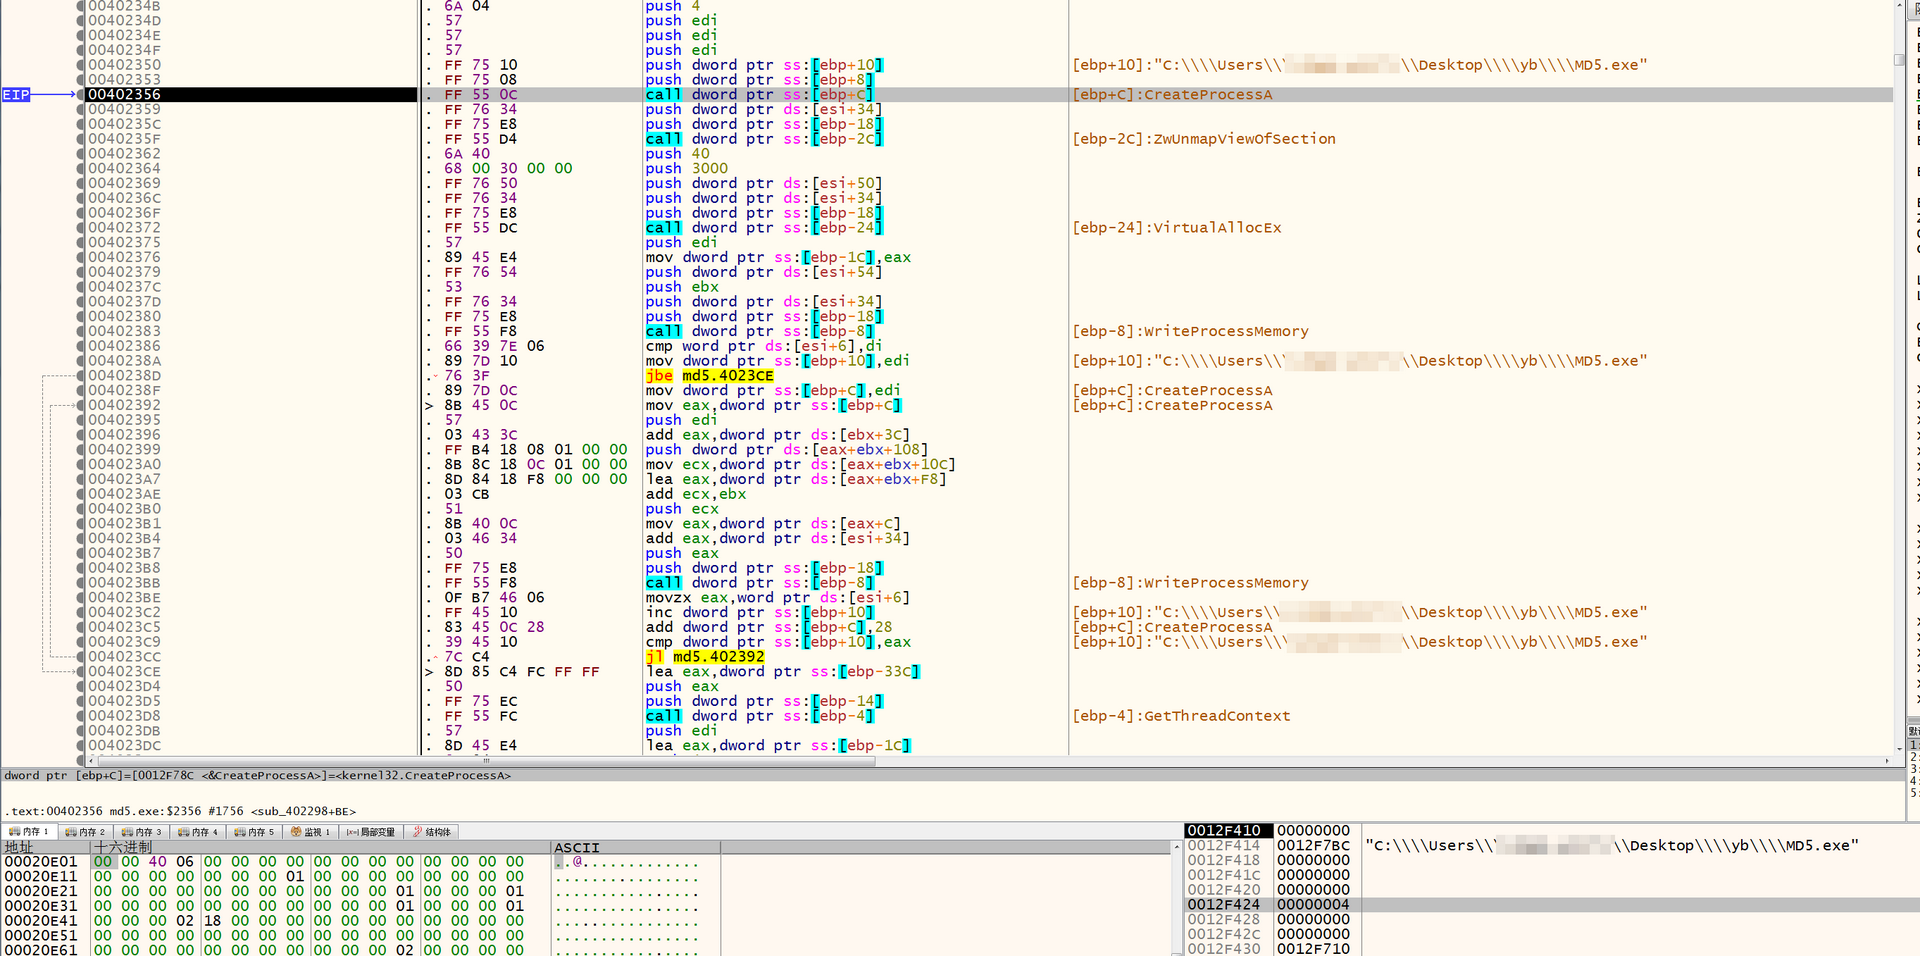 0040234B . 6A 04 push 4
0040234D . 57 push edi
0040234E . 57 push edi
0040234F . 57 push edi
00402350 . FF 75 10 push dword ptr ss:[ebp+10] [ebp+10]:"C:\\\\Users\\ \\Desktop\\\\yb\\\\MD5.exe"
00402353 . FF 75 08 push dword ptr ss:[ebp+8]
EIP 00402356 . FF 55 0C call dword ptr ss:[ebp+C] [ebp+C]:CreateProcessA
00402359 . FF 76 34 push dword ptr ds:[esi+34]
0040235C . FF 75 E8 push dword ptr ss:[ebp-18]
0040235F . FF 55 D4 call dword ptr ss:[ebp-2C] [ebp-2C]:ZwUnmapViewOfSection
00402362 . 6A 40 push 40
00402364 . 68 00 30 00 00 push 3000
00402369 . FF 76 50 push dword ptr ds:[esi+50]
0040236C . FF 76 34 push dword ptr ds:[esi+34]
0040236F . FF 75 E8 push dword ptr ss:[ebp-18]
00402372 . FF 55 DC call dword ptr ss:[ebp-24] [ebp-24]:VirtualAllocEx
00402375 . 57 push edi
00402376 . 89 45 E4 mov dword ptr ss:[ebp-1C],eax
00402379 . FF 76 54 push dword ptr ds:[esi+54]
0040237C . 53 push ebx
0040237D . FF 76 34 push dword ptr ds:[esi+34]
00402380 . FF 75 E8 push dword ptr ss:[ebp-18]
00402383 . FF 55 F8 call dword ptr ss:[ebp-8] [ebp-8]:WriteProcessMemory
00402386 . 66 39 7E 06 cmp word ptr ds:[esi+6],di
0040238A . 89 7D 10 mov dword ptr ss:[ebp+10],edi [ebp+10]:"C:\\\\Users\\ \\Desktop\\\\yb\\\\MD5.exe"
0040238D . 76 3F jbe md5.4023CE
0040238F . 89 7D 0C mov dword ptr ss:[ebp+C],edi [ebp+C]:CreateProcessA
00402392 > 8B 45 0C mov eax,dword ptr ss:[ebp+C] [ebp+C]:CreateProcessA
00402395 . 57 push edi
00402396 . 03 43 3C add eax,dword ptr ds:[ebx+3C]
00402399 . FF B4 18 08 01 00 00 push dword ptr ds:[eax+ebx+108]
004023A0 . 8B 8C 18 0C 01 00 00 mov ecx,dword ptr ds:[eax+ebx+10C]
004023A7 . 8D 84 18 F8 00 00 00 lea eax,dword ptr ds:[eax+ebx+F8]
004023AE . 03 CB add ecx,ebx
004023B0 . 51 push ecx
004023B1 . 8B 40 0C mov eax,dword ptr ds:[eax+C]
004023B4 . 03 46 34 add eax,dword ptr ds:[esi+34]
004023B7 . 50 push eax
004023B8 . FF 75 E8 push dword ptr ss:[ebp-18]
004023BB . FF 55 F8 call dword ptr ss:[ebp-8] [ebp-8]:WriteProcessMemory
004023BE . 0F B7 46 06 movzx eax,word ptr ds:[esi+6]
004023C2 . FF 45 10 inc dword ptr ss:[ebp+10] [ebp+10]:"C:\\\\Users\\ \\Desktop\\\\yb\\\\MD5.exe"
004023C5 . 83 45 0C 28 add dword ptr ss:[ebp+C],28 [ebp+C]:CreateProcessA
004023C9 . 39 45 10 cmp dword ptr ss:[ebp+10],eax [ebp+10]:"C:\\\\Users\\ \\Desktop\\\\yb\\\\MD5.exe"
004023CC . 7C C4 jl md5.402392
004023CE > 8D 85 C4 FC FF FF lea eax,dword ptr ss:[ebp-33C]
004023D4 . 50 push eax
004023D5 . FF 75 EC push dword ptr ss:[ebp-14]
004023D8 . FF 55 FC call dword ptr ss:[ebp-4] [ebp-4]:GetThreadContext
004023DB . 57 push edi
004023DC . 8D 45 E4 lea eax,dword ptr ss:[ebp-1C]
dword ptr [ebp+C]=[0012F78C <&CreateProcessA>]=<kernel32.CreateProcessA>
.text:00402356 md5.exe:$2356 #1756 <sub_402298+BE>
内存 1 内存 2 内存 3 内存 4 内存 5 监视 1 [x=] 局部变量 结构体
地址 十六进制 ASCII
00020E01 00 00 40 06 00 00 00 00 00 00 00 00 00 00 00 00 ..@.............
00020E11 00 00 00 00 00 00 00 01 00 00 00 00 00 00 00 00 ................
00020E21 00 00 00 00 00 00 00 00 00 00 00 01 00 00 00 01 ................
00020E31 00 00 00 00 00 00 00 00 00 00 00 01 00 00 00 01 ................
00020E41 00 00 00 02 18 00 00 00 00 00 00 00 00 00 00 00 ................
00020E51 00 00 00 00 00 00 00 00 00 00 00 00 00 00 00 00 ................
00020E61 00 00 00 00 00 00 00 00 00 00 00 02 00 00 00 00 ................
0012F410 00000000
0012F414 0012F7BC "C:\\\\Users\\ \\Desktop\\\\yb\\\\MD5.exe"
0012F418 00000000
0012F41C 00000000
0012F420 00000000
0012F424 00000004
0012F428 00000000
0012F42C 00000000
0012F430 0012F710
1:
2:
3:
4:
5: